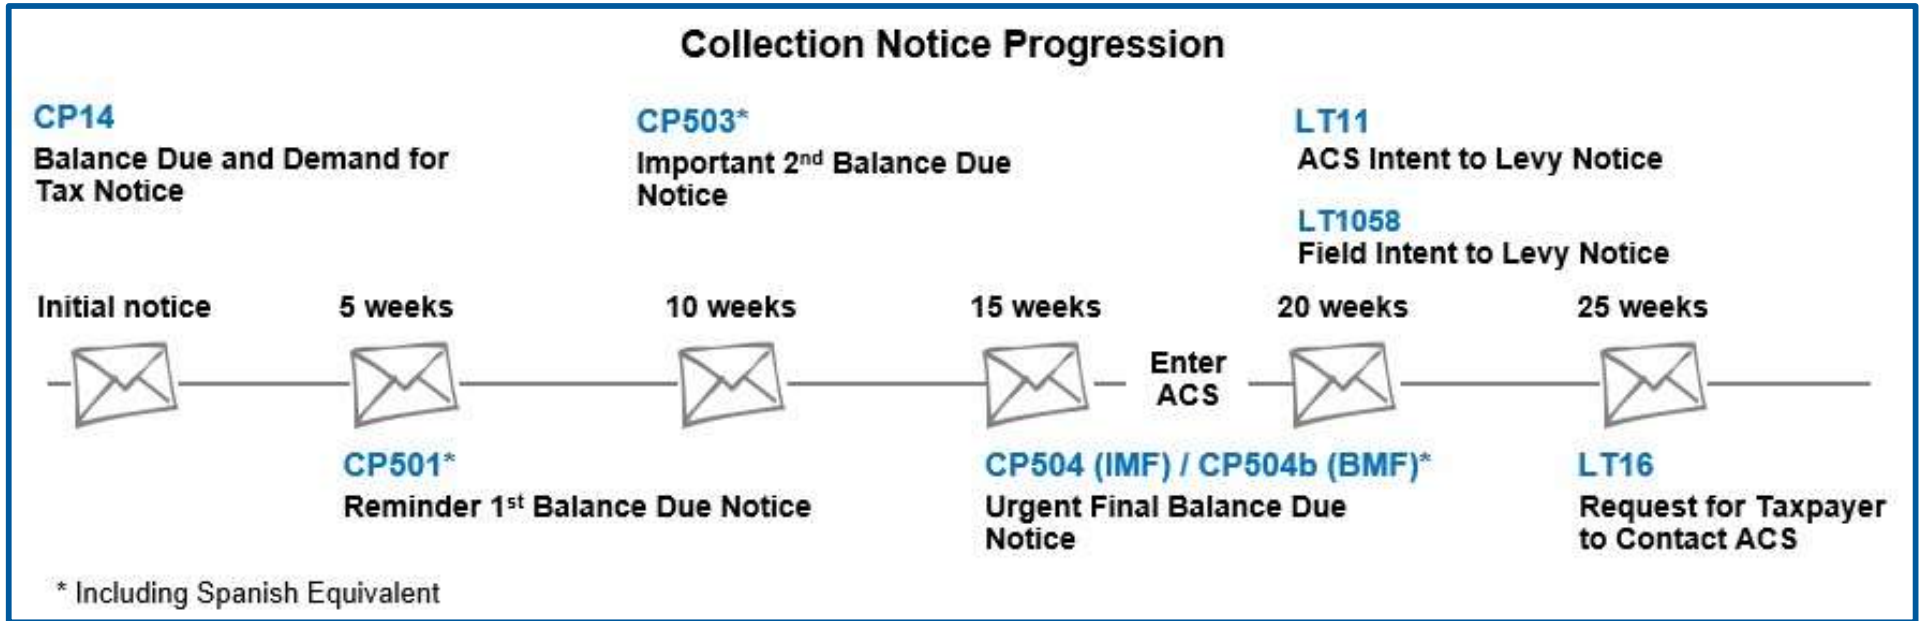 Collection Notice Progression
CP14
Balance Due and Demand for
Tax Notice
CP503*
Important 2nd Balance Due
Notice
LT11
ACS Intent to Levy Notice
LT1058
Field Intent to Levy Notice
Initial notice
5 weeks
10 weeks
15 weeks
20 weeks
25 weeks
Enter
ACS
CP501*
Reminder 1st Balance Due Notice
CP504 (IMF) / CP504b (BMF)*
Urgent Final Balance Due
Notice
LT16
Request for Taxpayer
to Contact ACS
* Including Spanish Equivalent